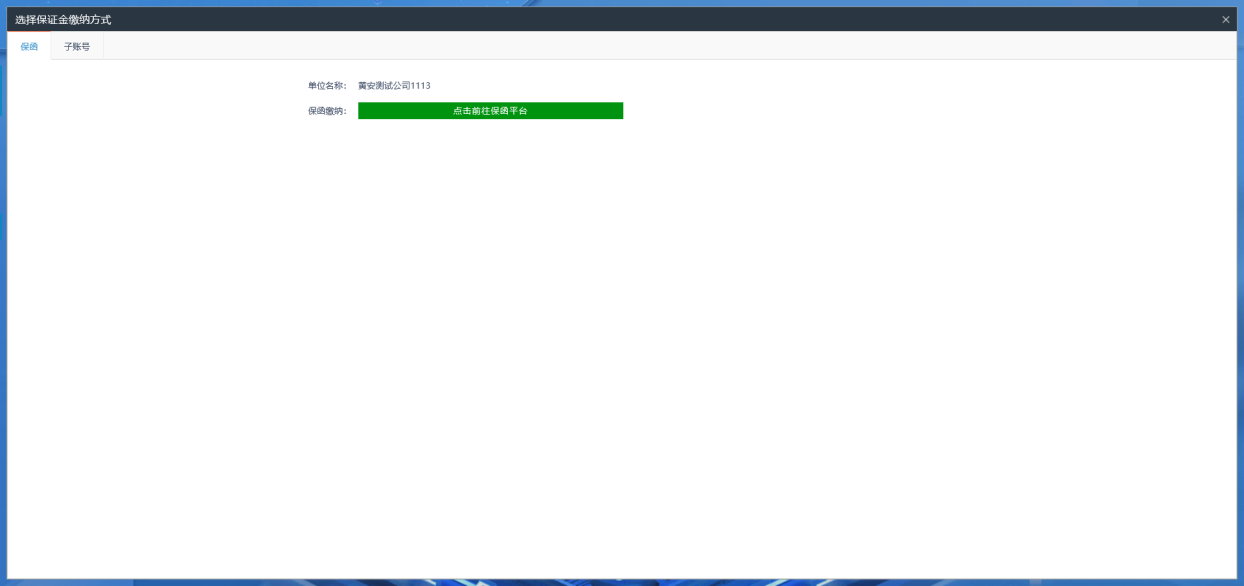 选择保证金缴纳方式
×
保函 子账号
单位名称： 黄安测试公司1113
保函缴纳： 点击前往保函平台